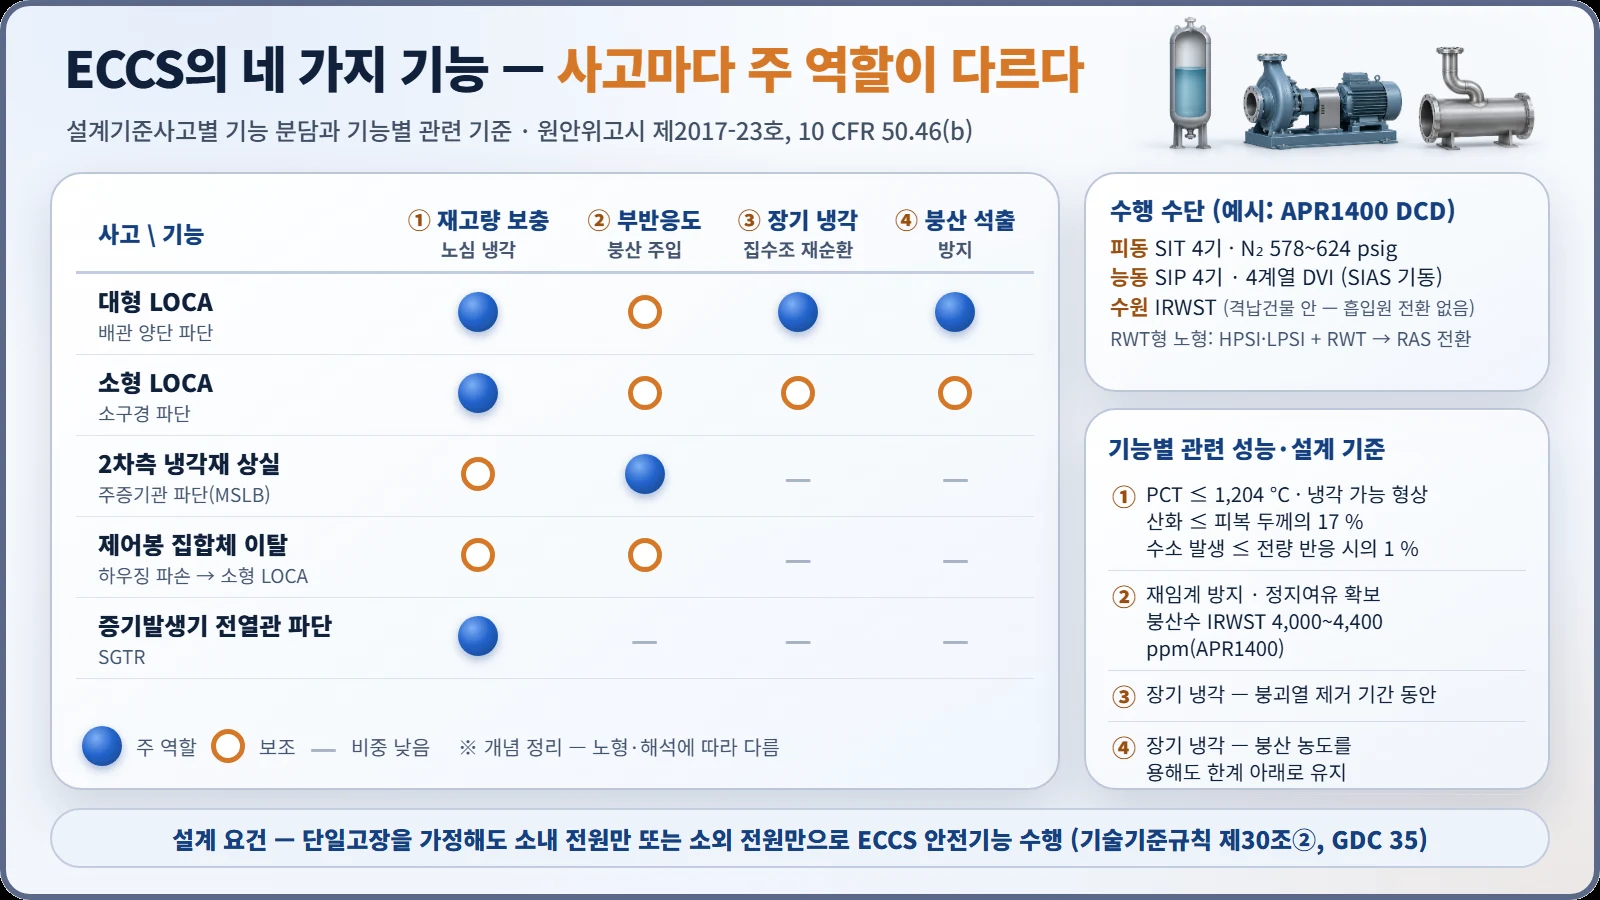 ECCS의 네 가지 기능 — 사고마다 주 역할이 다르다
설계기준사고별 기능 분담과 기능별 관련 기준 · 원안위고시 제2017-23호, 10 CFR 50.46(b)
사고 \ 기능
① 재고량 보충
노심 냉각
② 부반응도
붕산 주입
③ 장기 냉각
집수조 재순환
④ 붕산 석출
방지
대형 LOCA
배관 양단 파단
소형 LOCA
소구경 파단
2차측 냉각재 상실
주증기관 파단(MSLB)
제어봉 집합체 이탈
하우징 파손 → 소형 LOCA
증기발생기 전열관 파단
SGTR
주 역할
보조
— 비중 낮음
※ 개념 정리 — 노형·해석에 따라 다름
수행 수단 (예시: APR1400 DCD)
피동 SIT 4기 · N₂ 578~624 psig
능동 SIP 4기 · 4계열 DVI (SIAS 기동)
수원 IRWST (격납건물 안 — 흡입원 전환 없음)
RWT형 노형: HPSI·LPSI + RWT → RAS 전환
기능별 관련 성능·설계 기준
① PCT ≤ 1,204 °C · 냉각 가능 형상
산화 ≤ 피복 두께의 17 %
수소 발생 ≤ 전량 반응 시의 1 %
② 재임계 방지 · 정지여유 확보
붕산수 IRWST 4,000~4,400
ppm(APR1400)
③ 장기 냉각 — 붕괴열 제거 기간 동안
④ 장기 냉각 — 붕산 농도를
용해도 한계 아래로 유지
설계 요건 — 단일고장을 가정해도 소내 전원만 또는 소외 전원만으로 ECCS 안전기능 수행 (기술기준규칙 제30조②, GDC 35)